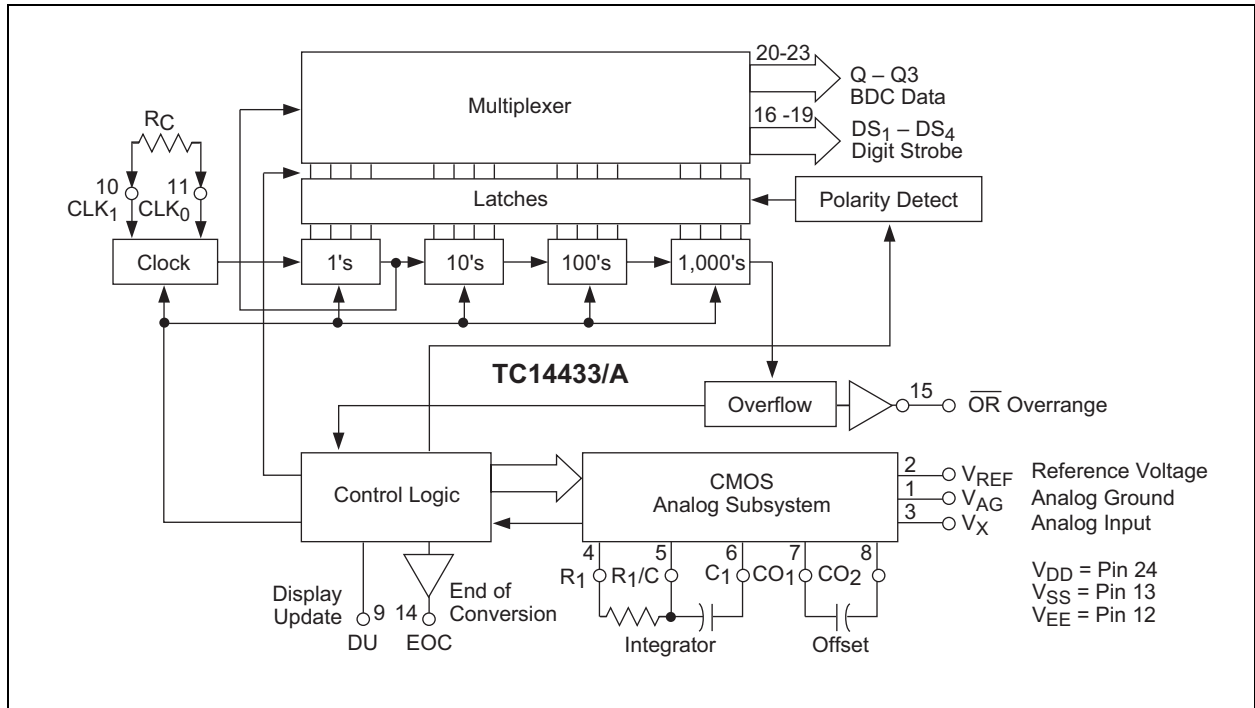 20-23
Q – Q3
BDC Data
Multiplexer
16 -19
DS1 – DS4
Digit Strobe
RC
10
11
CLK1
CLK0
Latches
Polarity Detect
Clock
1's
10's
100's
1,000's
TC14433/A
Overflow
15
OR Overrange
Control Logic
CMOS
Analog Subsystem
2
VREF
Reference Voltage
1
VAG
Analog Ground
3
VX
Analog Input
4
5
6
7
8
R1
R1/C
C1
CO1
CO2
Display
Update
9
DU
14
EOC
End of
Conversion
Integrator
Offset
VDD = Pin 24
VSS = Pin 13
VEE = Pin 12